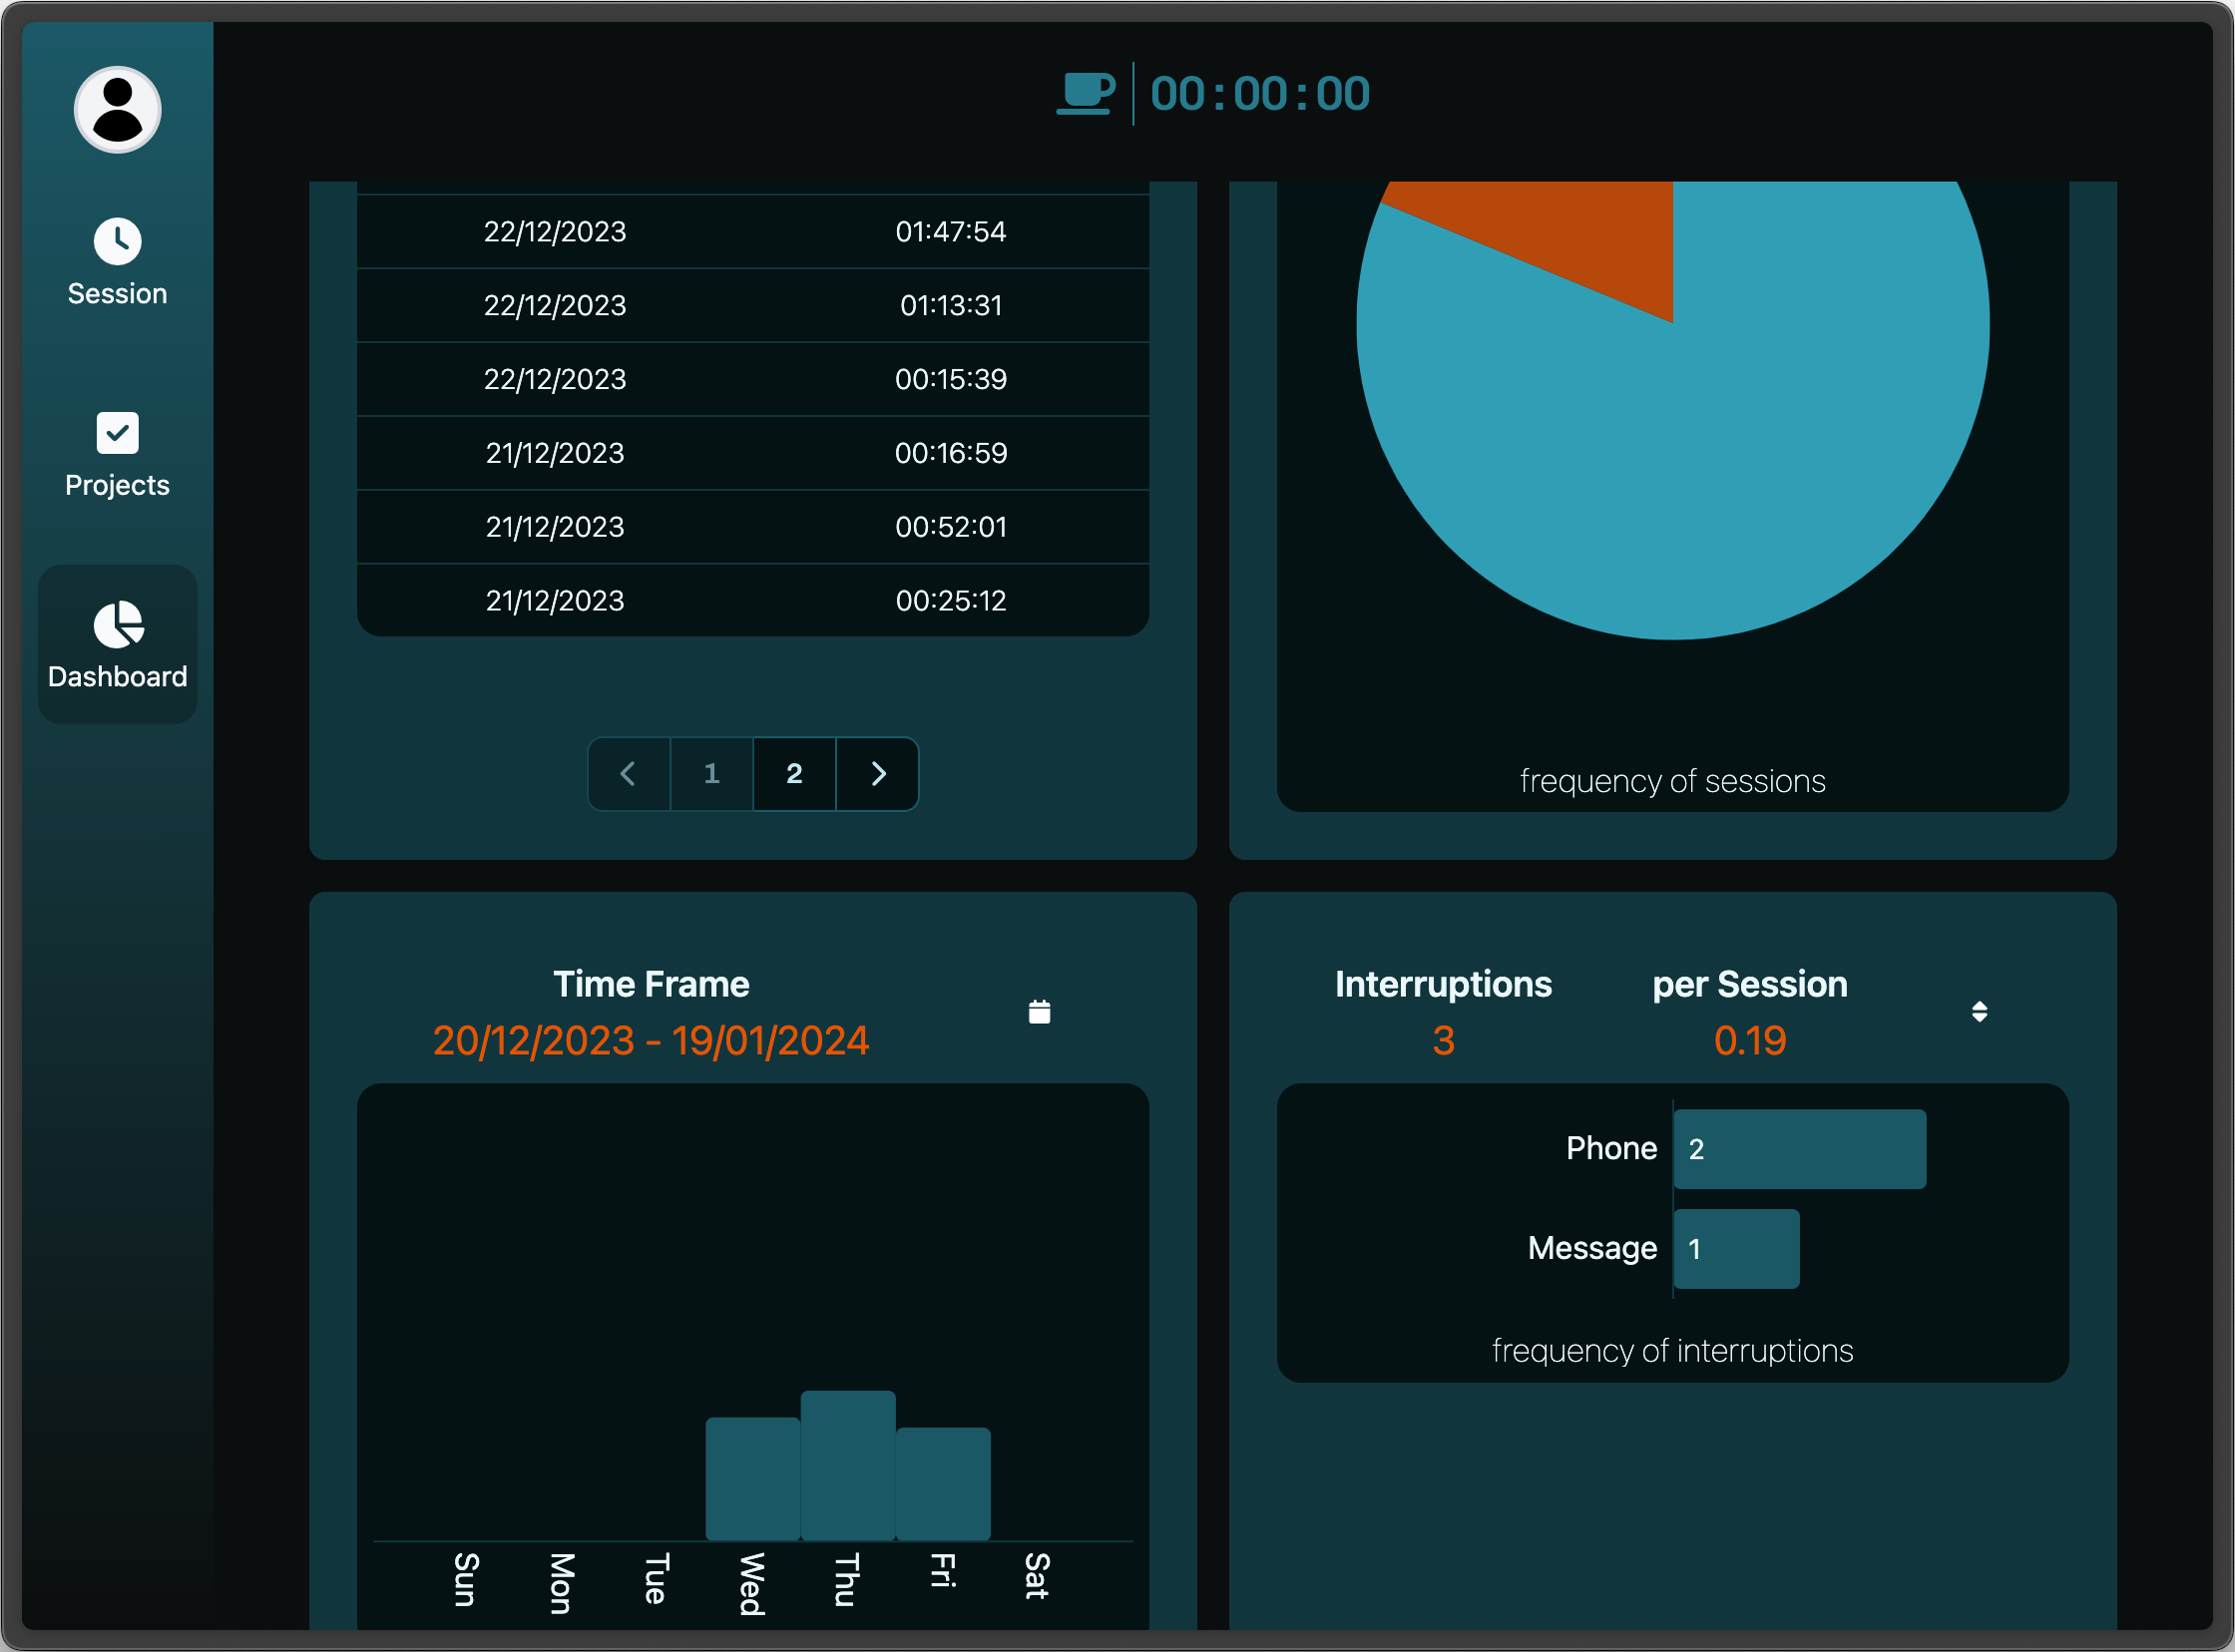 00:00:00
Session
Projects
Dashboard
22/12/2023 01:47:54
22/12/2023 01:13:31
22/12/2023 00:15:39
21/12/2023 00:16:59
21/12/2023 00:52:01
21/12/2023 00:25:12
1 2
frequency of sessions
Time Frame
20/12/2023 - 19/01/2024
Sun Mon Tue Wed Thu Fri Sat
Interruptions per Session
3 0.19
Phone 2
Message 1
frequency of interruptions